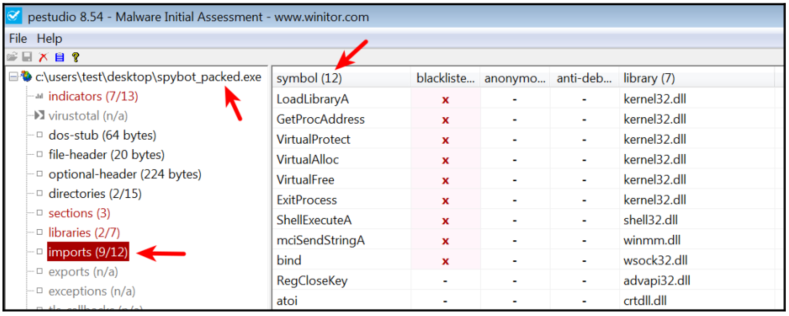 pestudio 8.54 - Malware Initial Assessment - www.winitor.com
File Help
c:\users\test\desktop\spybot_packed.exe
indicators (7/13)
virustotal (n/a)
dos-stub (64 bytes)
file-header (20 bytes)
optional-header (224 bytes)
directories (2/15)
sections (3)
libraries (2/7)
imports (9/12)
exports (n/a)
exceptions (n/a)
symbol (12) blackliste... anonymo... anti-deb... library (7)
LoadLibraryA x - - kernel32.dll
GetProcAddress x - - kernel32.dll
VirtualProtect x - - kernel32.dll
VirtualAlloc x - - kernel32.dll
VirtualFree x - - kernel32.dll
ExitProcess x - - kernel32.dll
ShellExecuteA x - - shell32.dll
mciSendStringA x - - winmm.dll
bind x - - wsock32.dll
RegCloseKey - - - advapi32.dll
atoi - - - crtdll.dll